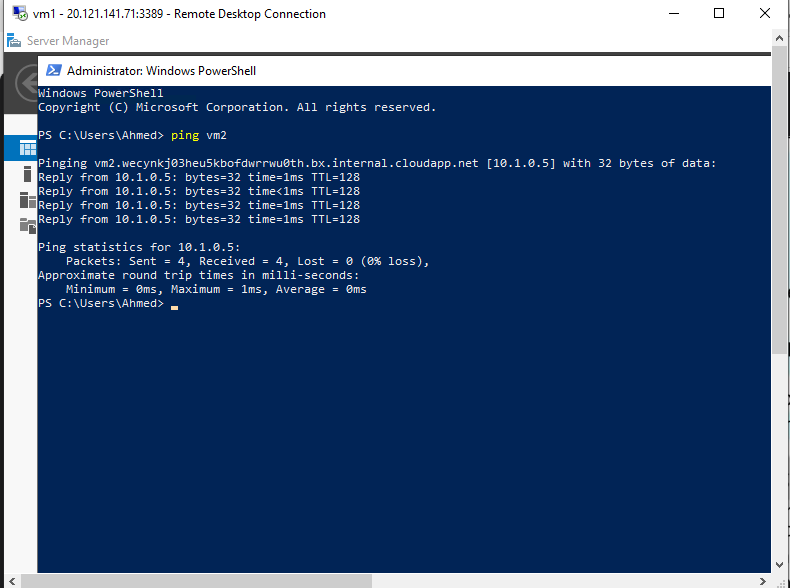 vm1 - 20.121.141.71:3389 - Remote Desktop Connection
Server Manager
Administrator: Windows PowerShell
Windows PowerShell
Copyright (C) Microsoft Corporation. All rights reserved.
PS C:\Users\Ahmed> ping vm2
Pinging vm2.wecynkj03heu5kbofdwrrwu0th.bx.internal.cloudapp.net [10.1.0.5] with 32 bytes of data:
Reply from 10.1.0.5: bytes=32 time=1ms TTL=128
Reply from 10.1.0.5: bytes=32 time<1ms TTL=128
Reply from 10.1.0.5: bytes=32 time=1ms TTL=128
Reply from 10.1.0.5: bytes=32 time=1ms TTL=128
Ping statistics for 10.1.0.5:
    Packets: Sent = 4, Received = 4, Lost = 0 (0% loss),
Approximate round trip times in milli-seconds:
    Minimum = 0ms, Maximum = 1ms, Average = 0ms
PS C:\Users\Ahmed>